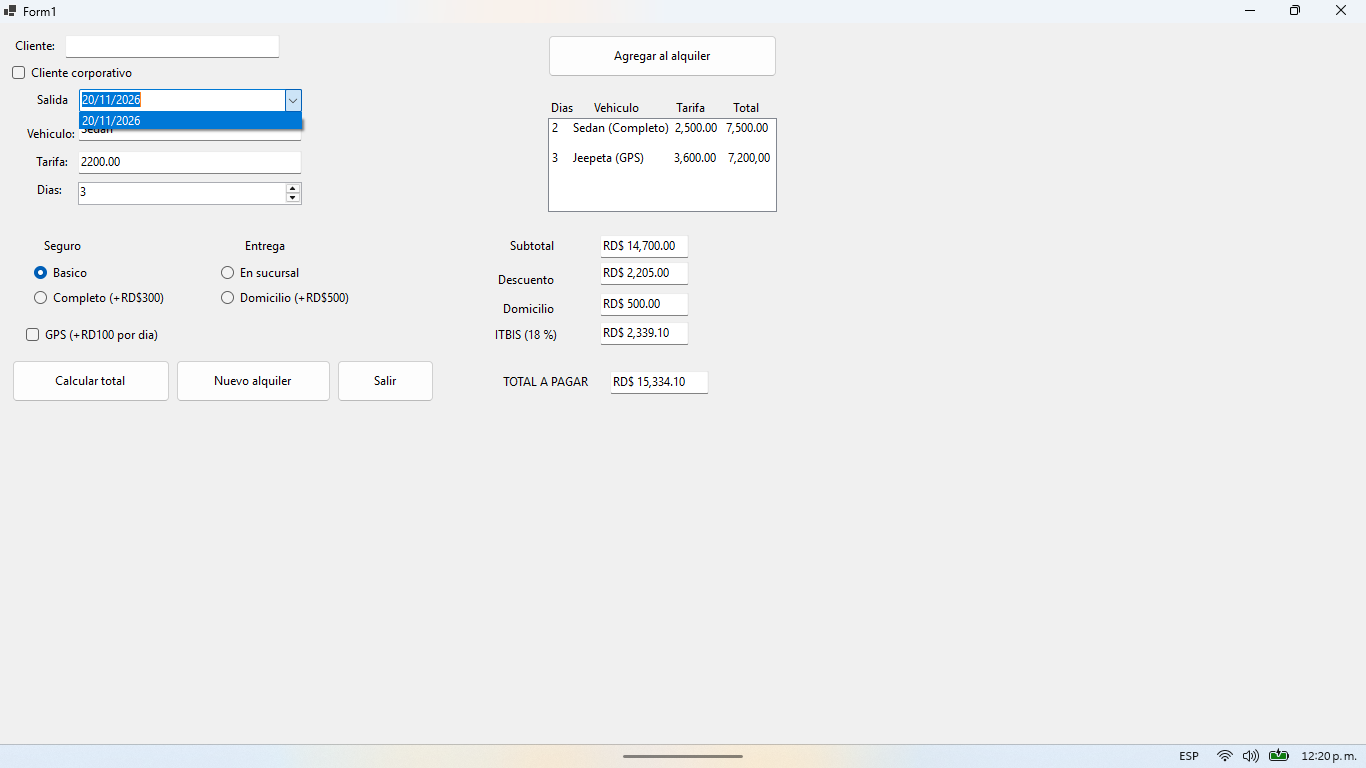 Form1
Cliente:
Cliente corporativo
Salida 20/11/2026
20/11/2026
Vehiculo: Sedan
Tarifa: 2200.00
Dias: 3
Seguro Entrega
Basico En sucursal
Completo (+RD$300) Domicilio (+RD$500)
GPS (+RD100 por dia)
Calcular total Nuevo alquiler Salir
Agregar al alquiler
Dias Vehiculo Tarifa Total
2 Sedan (Completo) 2,500.00 7,500.00
3 Jeepeta (GPS) 3,600.00 7,200,00
Subtotal RD$ 14,700.00
Descuento RD$ 2,205.00
Domicilio RD$ 500.00
ITBIS (18 %) RD$ 2,339.10
TOTAL A PAGAR RD$ 15,334.10
ESP 12:20 p. m.